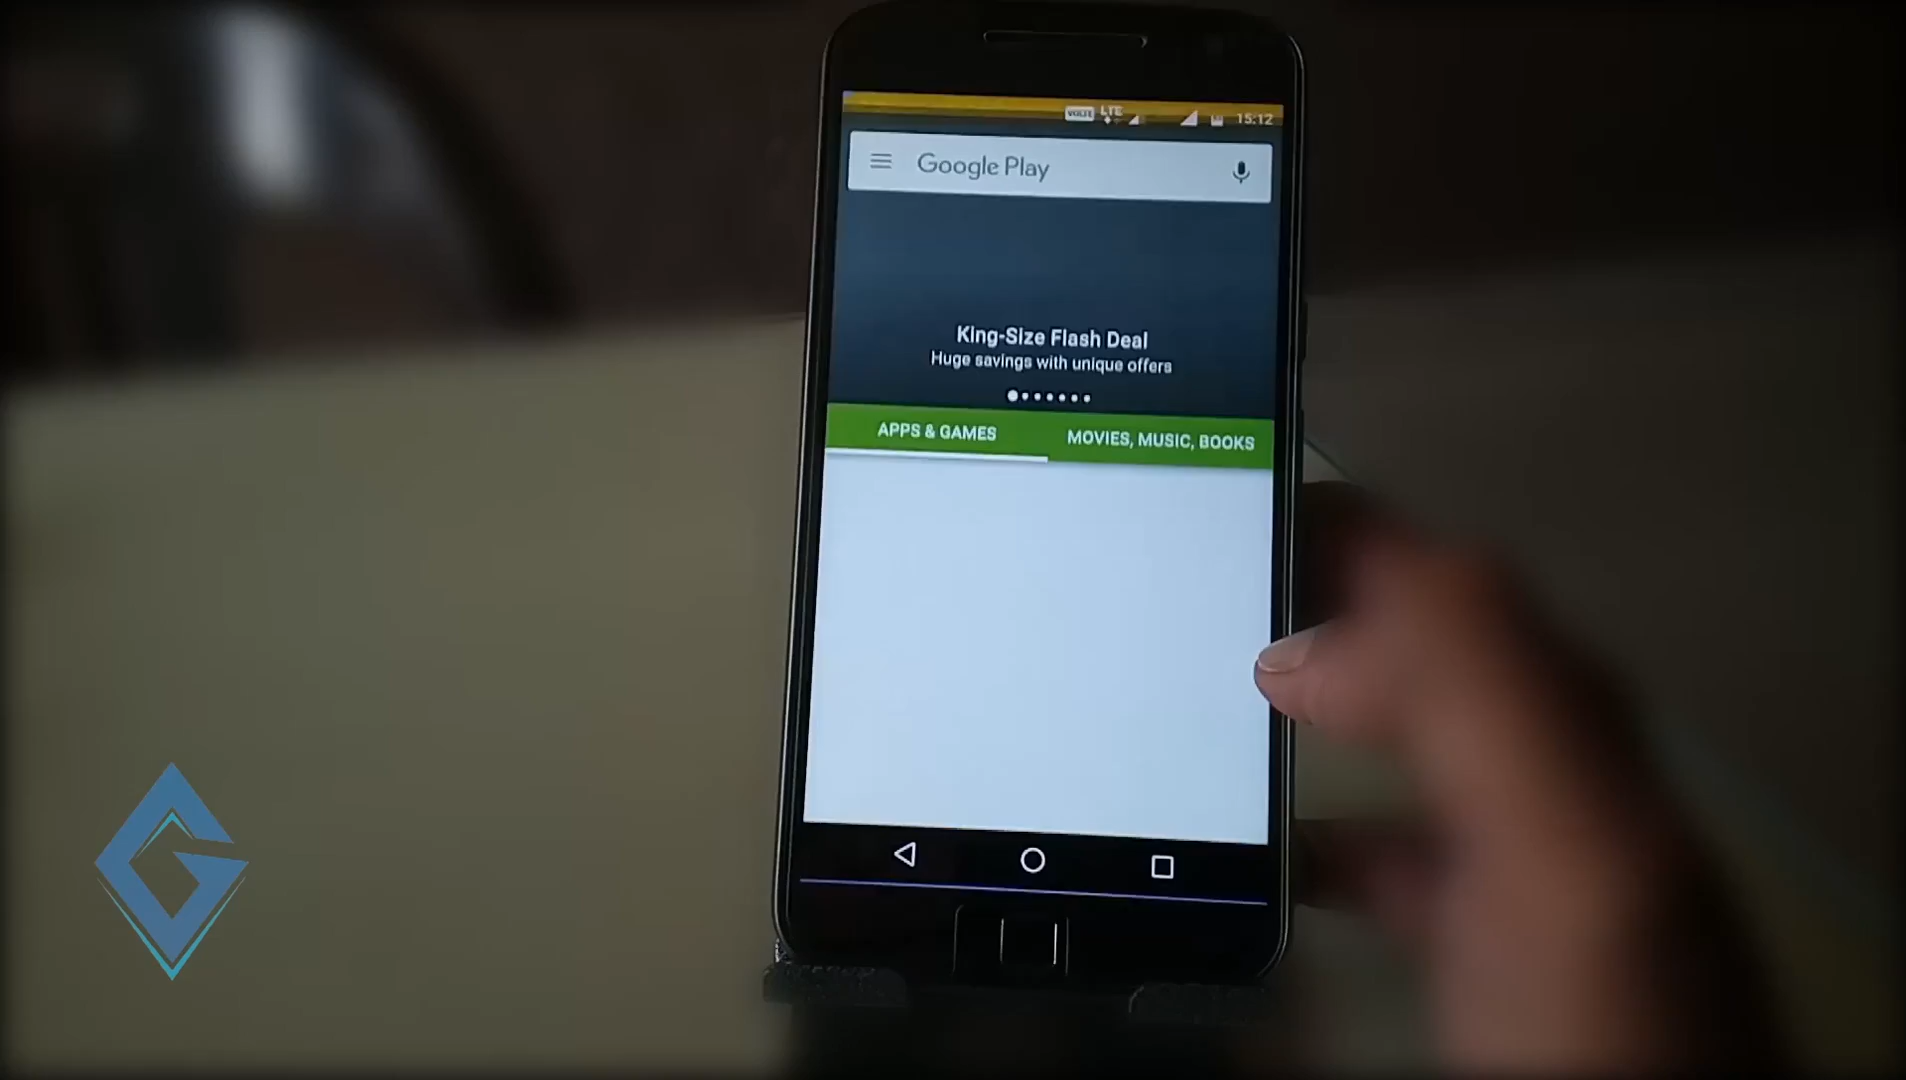 VOLTE LTE 15:12
Google Play
King-Size Flash Deal
Huge savings with unique offers
APPS & GAMES MOVIES, MUSIC, BOOKS